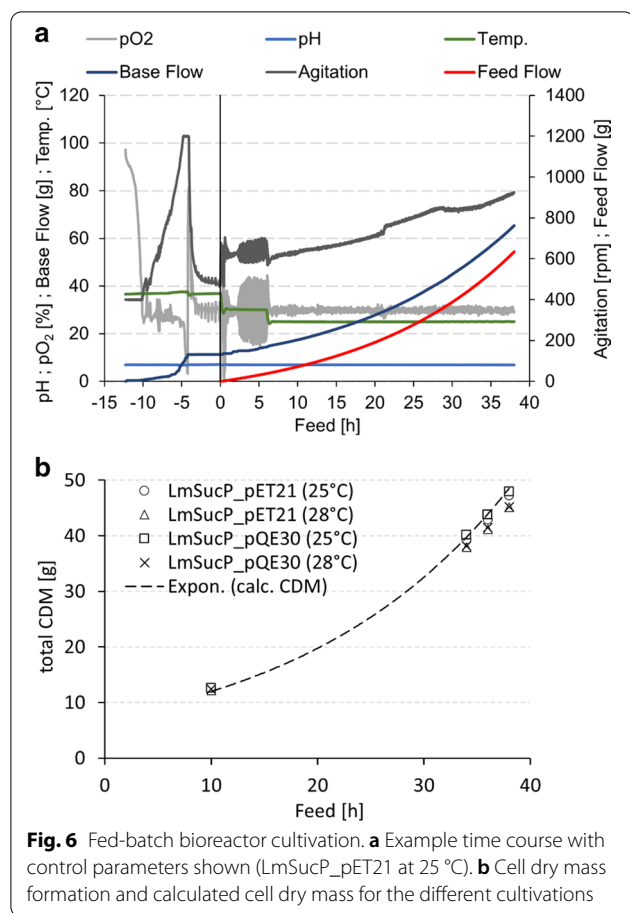 a
pO2 pH Temp.
Base Flow Agitation Feed Flow
pH ; pO2 [%] ; Base Flow [g] ; Temp. [°C]
120
100
80
60
40
20
0
1400
1200
1000
800
600
400
200
0
Agitation [rpm] ; Feed Flow [g]
-15 -10 -5 0 5 10 15 20 25 30 35 40
Feed [h]
b
total CDM [g]
50
40
30
20
10
0
LmSucP_pET21 (25°C)
LmSucP_pET21 (28°C)
LmSucP_pQE30 (25°C)
LmSucP_pQE30 (28°C)
Expon. (calc. CDM)
0 10 20 30 40
Feed [h]
Fig. 6 Fed-batch bioreactor cultivation. a Example time course with
control parameters shown (LmSucP_pET21 at 25 °C). b Cell dry mass
formation and calculated cell dry mass for the different cultivations